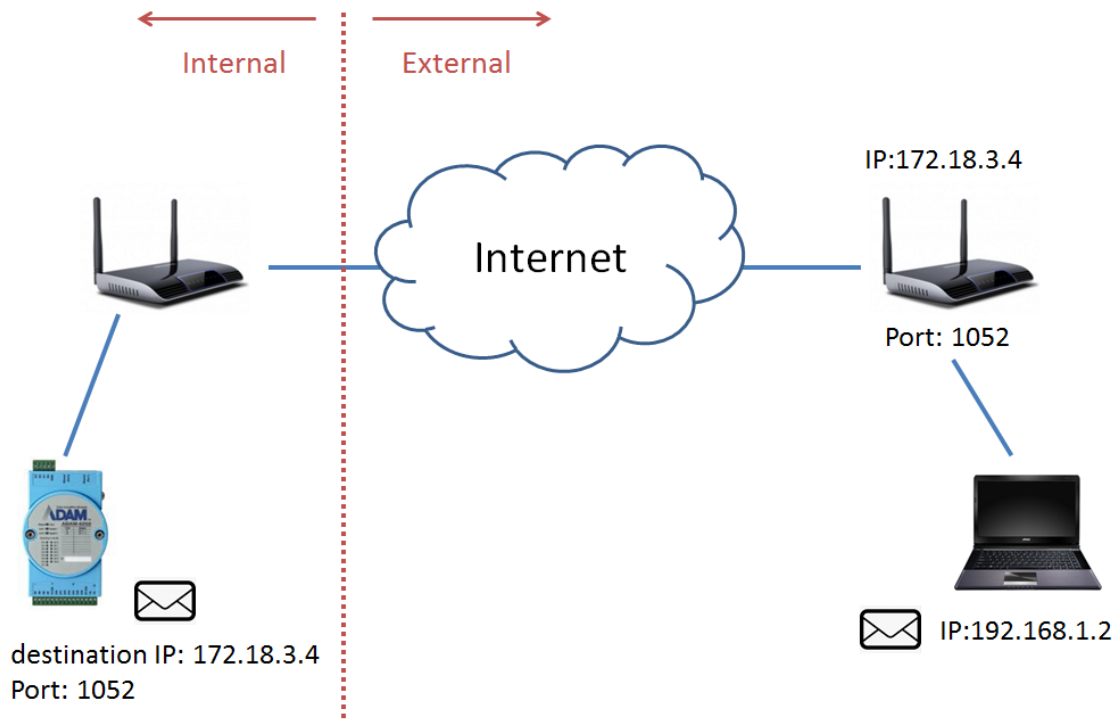 Internal
External
Internet
IP:172.18.3.4
Port: 1052
ADAM
destination IP: 172.18.3.4
Port: 1052
IP:192.168.1.2